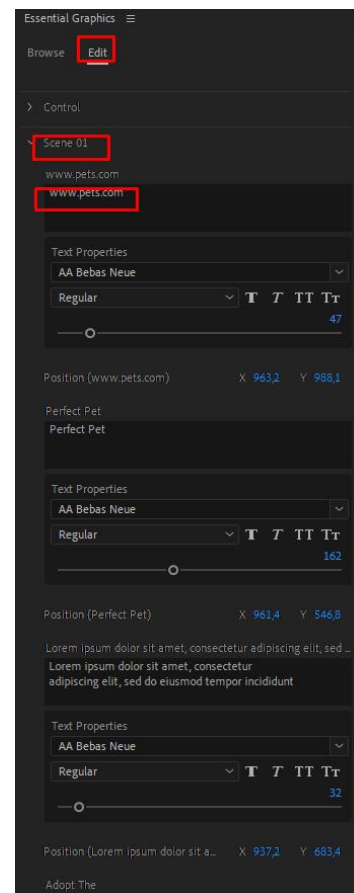 Essential Graphics
Browse Edit
Control
Scene 01
www.pets.com
www.pets.com
Text Properties
AA Bebas Neue
Regular T T TT Tт
47
Position (www.pets.com) X 963,2 Y 988,1
Perfect Pet
Perfect Pet
Text Properties
AA Bebas Neue
Regular T T TT Tт
162
Position (Perfect Pet) X 961,4 Y 546,8
Lorem ipsum dolor sit amet, consectetur adipiscing elit, sed ...
Lorem ipsum dolor sit amet, consectetur
adipiscing elit, sed do eiusmod tempor incididunt
Text Properties
AA Bebas Neue
Regular T T TT Tт
32
Position (Lorem ipsum dolor sit a... X 937,2 Y 683,4
Adopt The